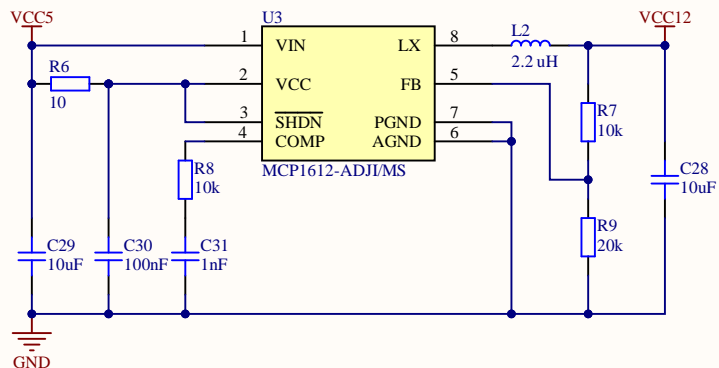 VCC5
U3
L2
VCC12
1
VIN
LX
8
2.2 uH
R6
10
2
VCC
FB
5
3
SHDN
PGND
7
R7
10k
4
COMP
AGND
6
MCP1612-ADJI/MS
R8
10k
C28
10uF
R9
20k
C29
10uF
C30
100nF
C31
1nF
GND